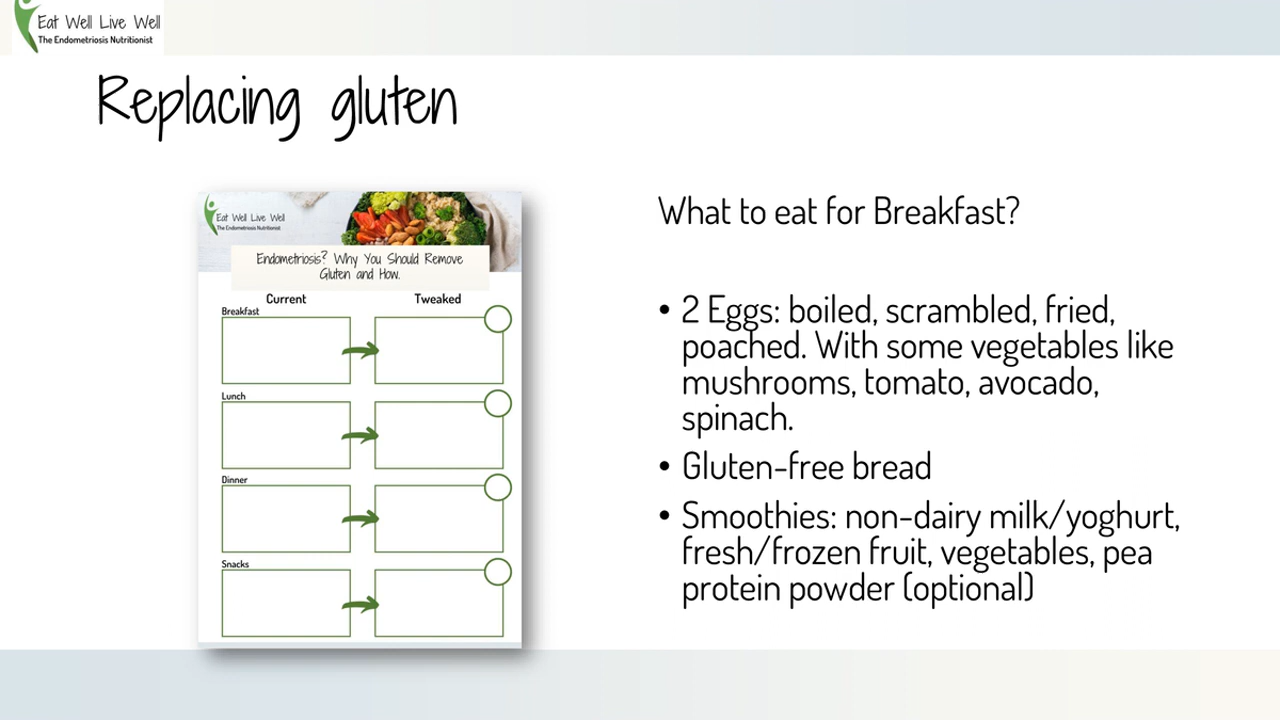 Eat Well Live Well
The Endometriosis Nutritionist
Replacing gluten
Eat Well Live Well
The Endometriosis Nutritionist
Endometriosis? Why You Should Remove
Gluten and How.
Current
Tweaked
Breakfast
Lunch
Dinner
Snacks
What to eat for Breakfast?
• 2 Eggs: boiled, scrambled, fried,
poached. With some vegetables like
mushrooms, tomato, avocado,
spinach.
• Gluten-free bread
• Smoothies: non-dairy milk/yoghurt,
fresh/frozen fruit, vegetables, pea
protein powder (optional)